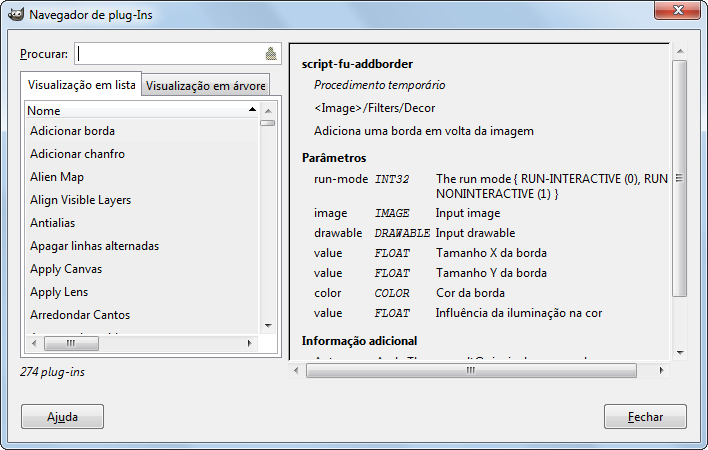 Navegador de plug-Ins
Procurar:
Visualização em lista
Visualização em árvore
Nome
Adicionar borda
Adicionar chanfro
Alien Map
Align Visible Layers
Antialias
Apagar linhas alternadas
Apply Canvas
Apply Lens
Arredondar Cantos
274 plug-ins
script-fu-addborder
Procedimento temporário
<Image>/Filters/Decor
Adiciona uma borda em volta da imagem
Parâmetros
run-mode INT32 The run mode { RUN-INTERACTIVE (0), RUN
NONINTERACTIVE (1) }
image IMAGE Input image
drawable DRAWABLE Input drawable
value FLOAT Tamanho X da borda
value FLOAT Tamanho Y da borda
color COLOR Cor da borda
value FLOAT Influência da iluminação na cor
Informação adicional
Ajuda
Fechar